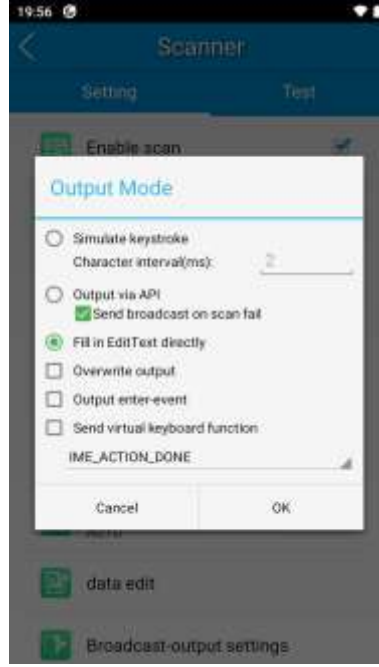 19:56
Scanner
Setting Test
Enable scan
Output Mode
Simulate keystroke
Character interval(ms): 2
Output via API
Send broadcast on scan fail
Fill in EditText directly
Overwrite output
Output enter-event
Send virtual keyboard function
IME_ACTION_DONE
Cancel OK
data edit
Broadcast-output settings